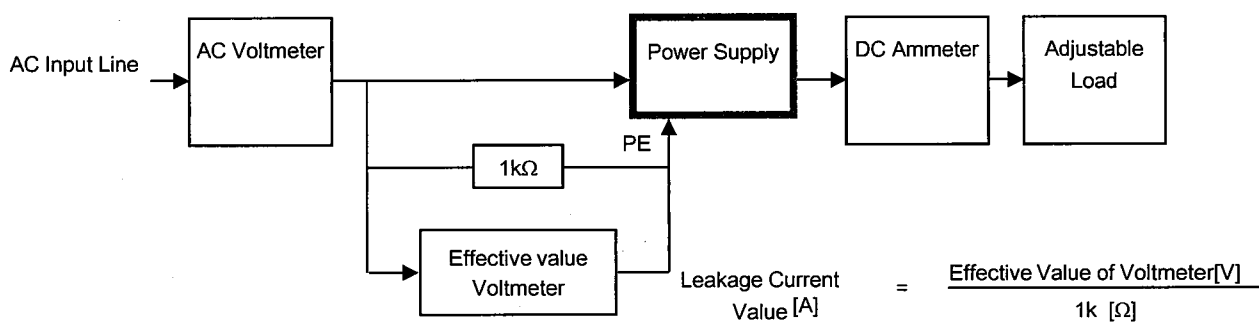 AC Input Line
AC Voltmeter
Power Supply
DC Ammeter
Adjustable
Load
PE
1kΩ
Effective value
Voltmeter
Leakage Current
Value [A]
=
Effective Value of Voltmeter[V]
1k [Ω]